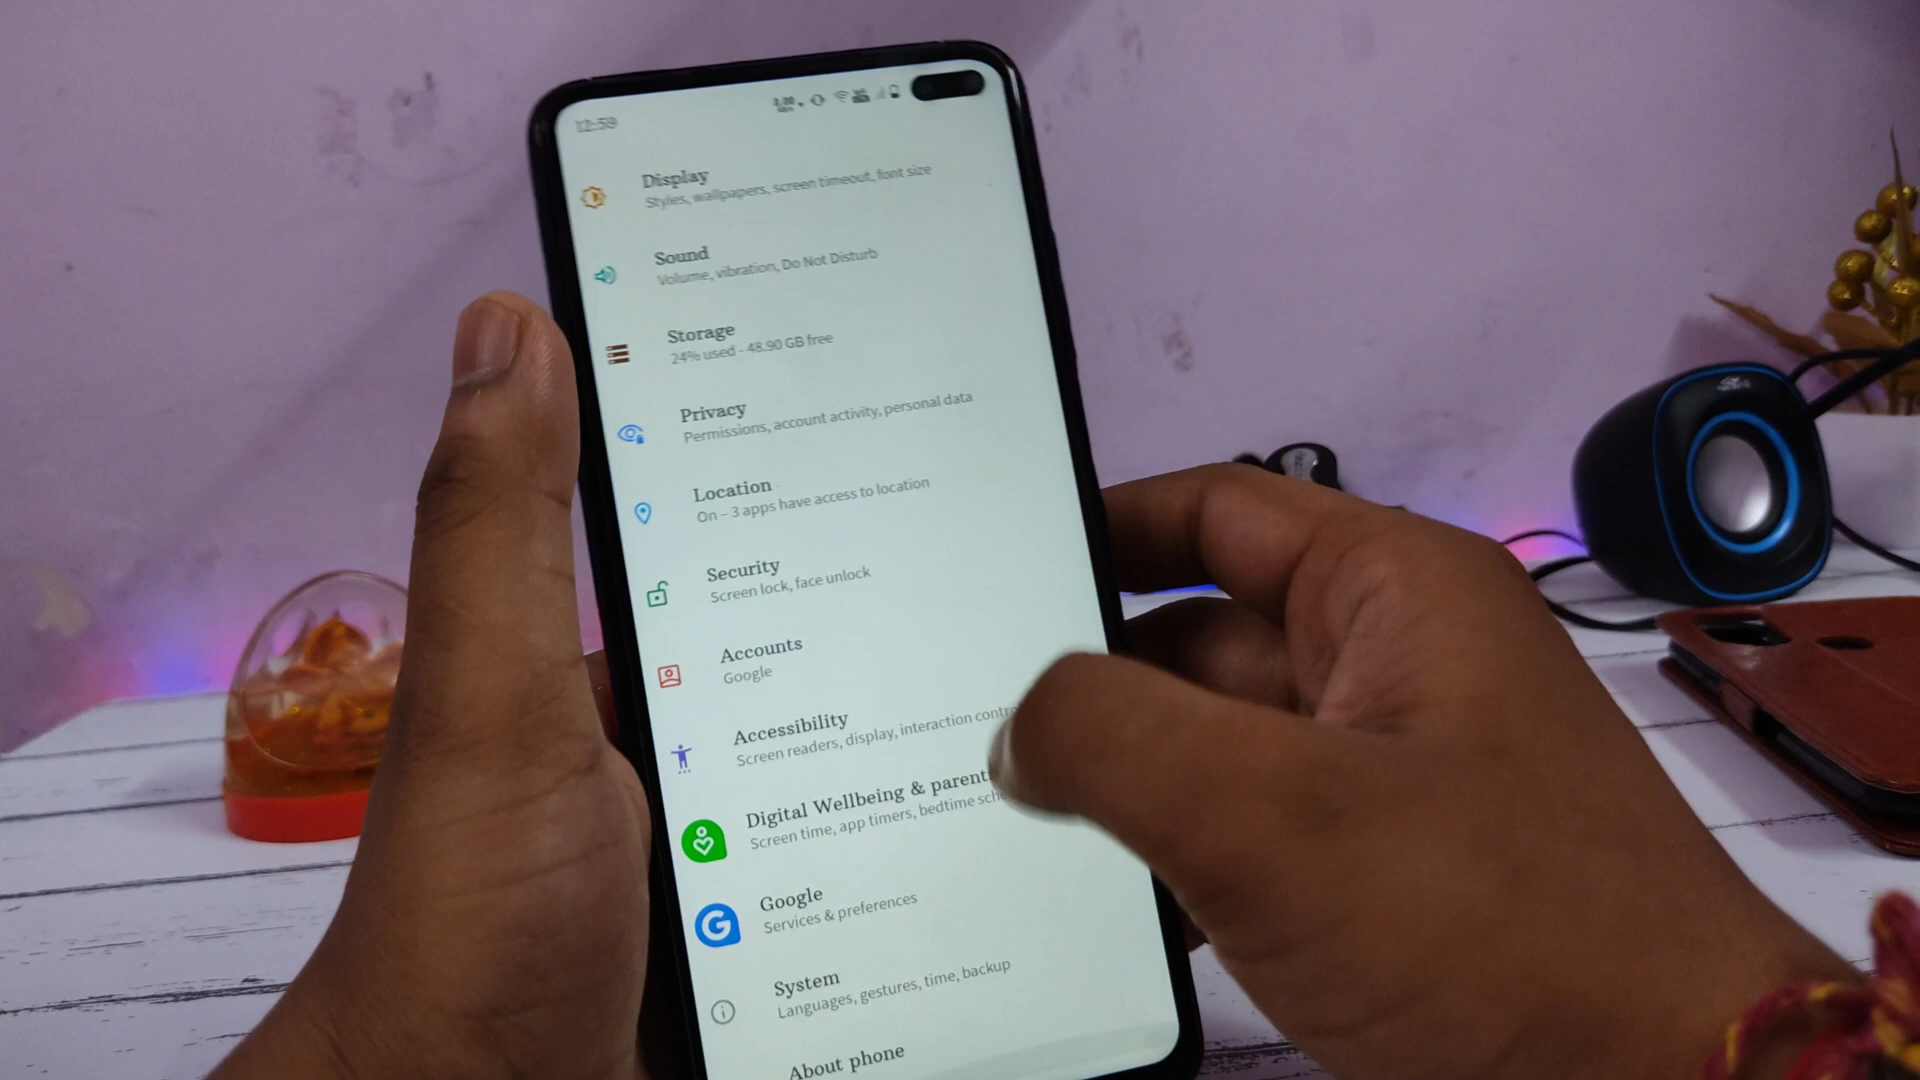 12:59
Display
Styles, wallpapers, screen timeout, font size
Sound
Volume, vibration, Do Not Disturb
Storage
24% used - 48.90 GB free
Privacy
Permissions, account activity, personal data
Location
On – 3 apps have access to location
Security
Screen lock, face unlock
Accounts
Google
Accessibility
Screen readers, display, interaction contro
Digital Wellbeing & parent
Screen time, app timers, bedtime sch
Google
Services & preferences
System
Languages, gestures, time, backup
About phone